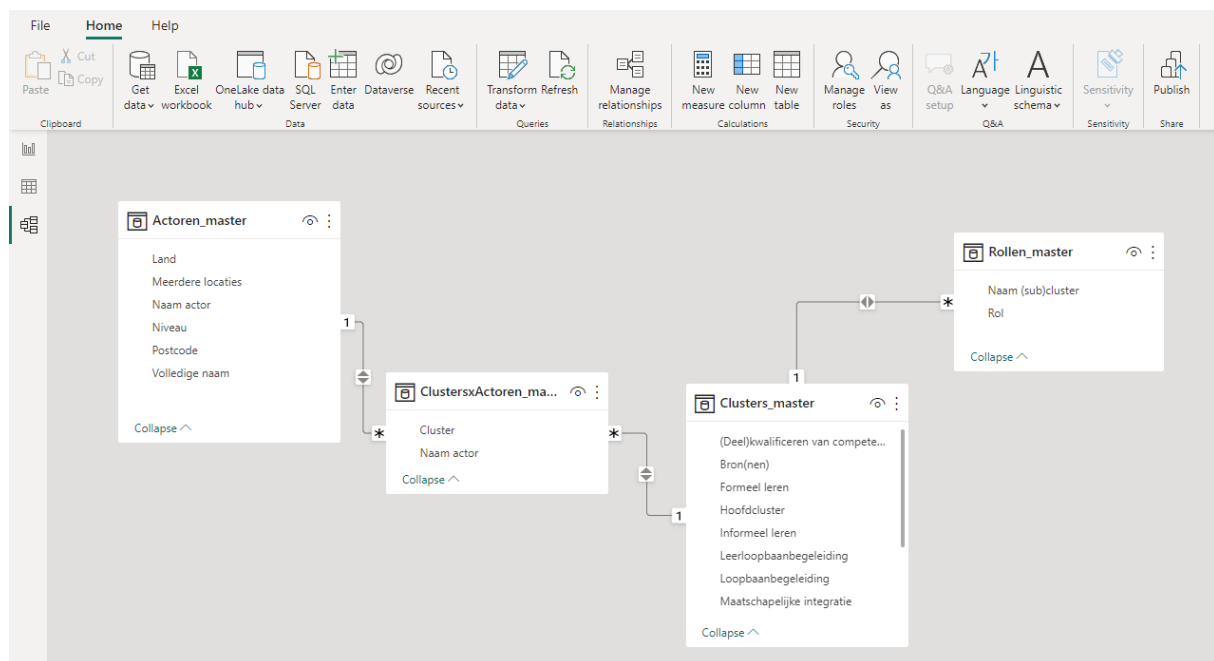 File Home Help
Paste
Cut
Copy
Clipboard
Get data
Excel workbook
OneLake data hub
SQL Server
Enter data
Dataverse
Recent sources
Data
Transform data
Refresh
Queries
Manage relationships
Relationships
New measure
New column
New table
Calculations
Manage roles
View as
Security
Q&A setup
Language
Linguistic schema
Q&A
Sensitivity
Sensitivity
Publish
Share
Actoren_master
Land
Meerdere locaties
Naam actor
Niveau
Postcode
Volledige naam
Collapse
1
*
ClustersxActoren_ma...
Cluster
Naam actor
Collapse
*
1
Clusters_master
(Deel)kwalificeren van compete...
Bron(nen)
Formeel leren
Hoofdcluster
Informeel leren
Leerloopbaanbegeleiding
Loopbaanbegeleiding
Maatschapelijke integratie
Collapse
1
*
Rollen_master
Naam (sub)cluster
Rol
Collapse